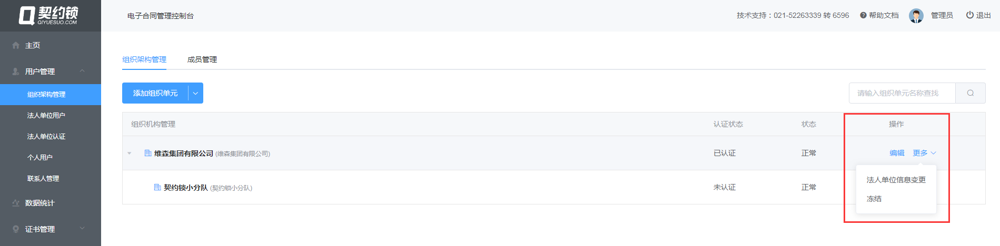 契约锁
QIYUESUO.COM
电子合同管理控制台
技术支持：021-52263339 转 6596
帮助文档
管理员
退出
主页
用户管理
组织架构管理
法人单位用户
法人单位认证
个人用户
联系人管理
数据统计
证书管理
组织架构管理 成员管理
添加组织单元
请输入组织单元名称查找
组织机构管理 认证状态 状态 操作
维森集团有限公司 (维森集团有限公司) 已认证 正常 编辑 更多
契约锁小分队 (契约锁小分队) 未认证 正常
法人单位信息变更
冻结